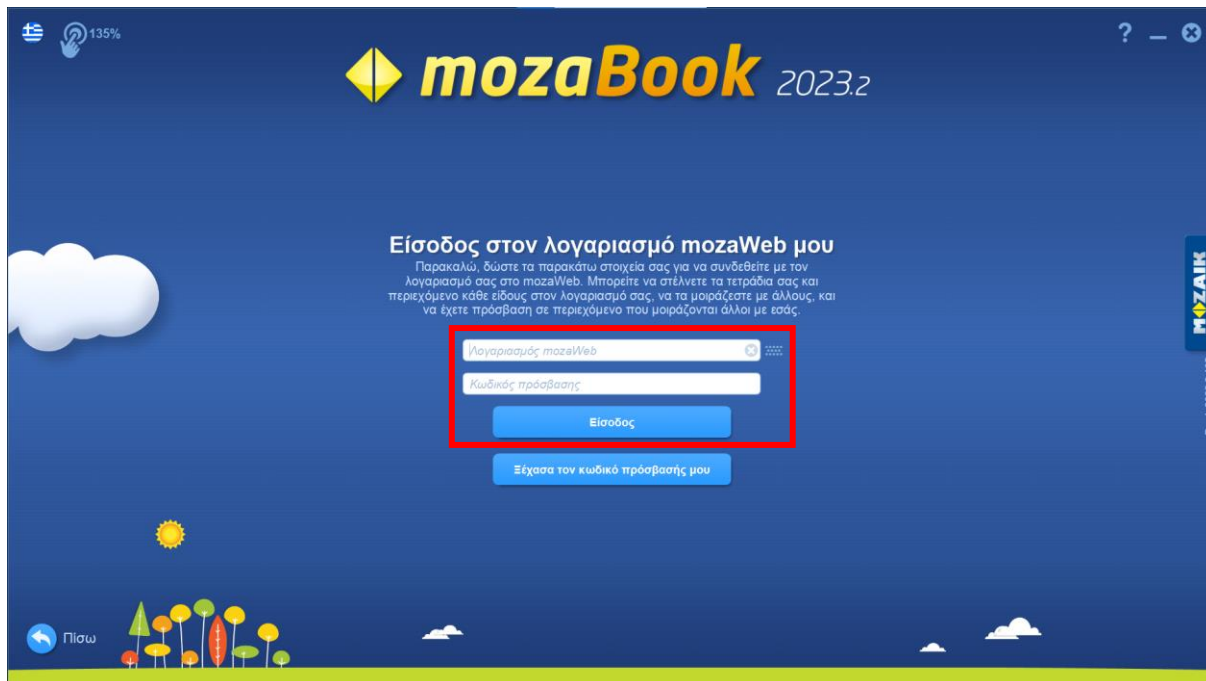 135%
? _
mozaBook 2023.2
Είσοδος στον λογαριασμό mozaWeb μου
Παρακαλώ, δώστε τα παρακάτω στοιχεία σας για να συνδεθείτε με τον
λογαριασμό σας στο mozaWeb. Μπορείτε να στέλνετε τα τετράδια σας και
περιεχόμενο κάθε είδους στον λογαριασμό σας, να τα μοιράζεστε με άλλους, και
να έχετε πρόσβαση σε περιεχόμενο που μοιράζονται άλλοι με εσάς.
Λογαριασμός mozaWeb
Κωδικός πρόσβασης
Είσοδος
Ξέχασα τον κωδικό πρόσβασής μου
MOZAIK
Πίσω